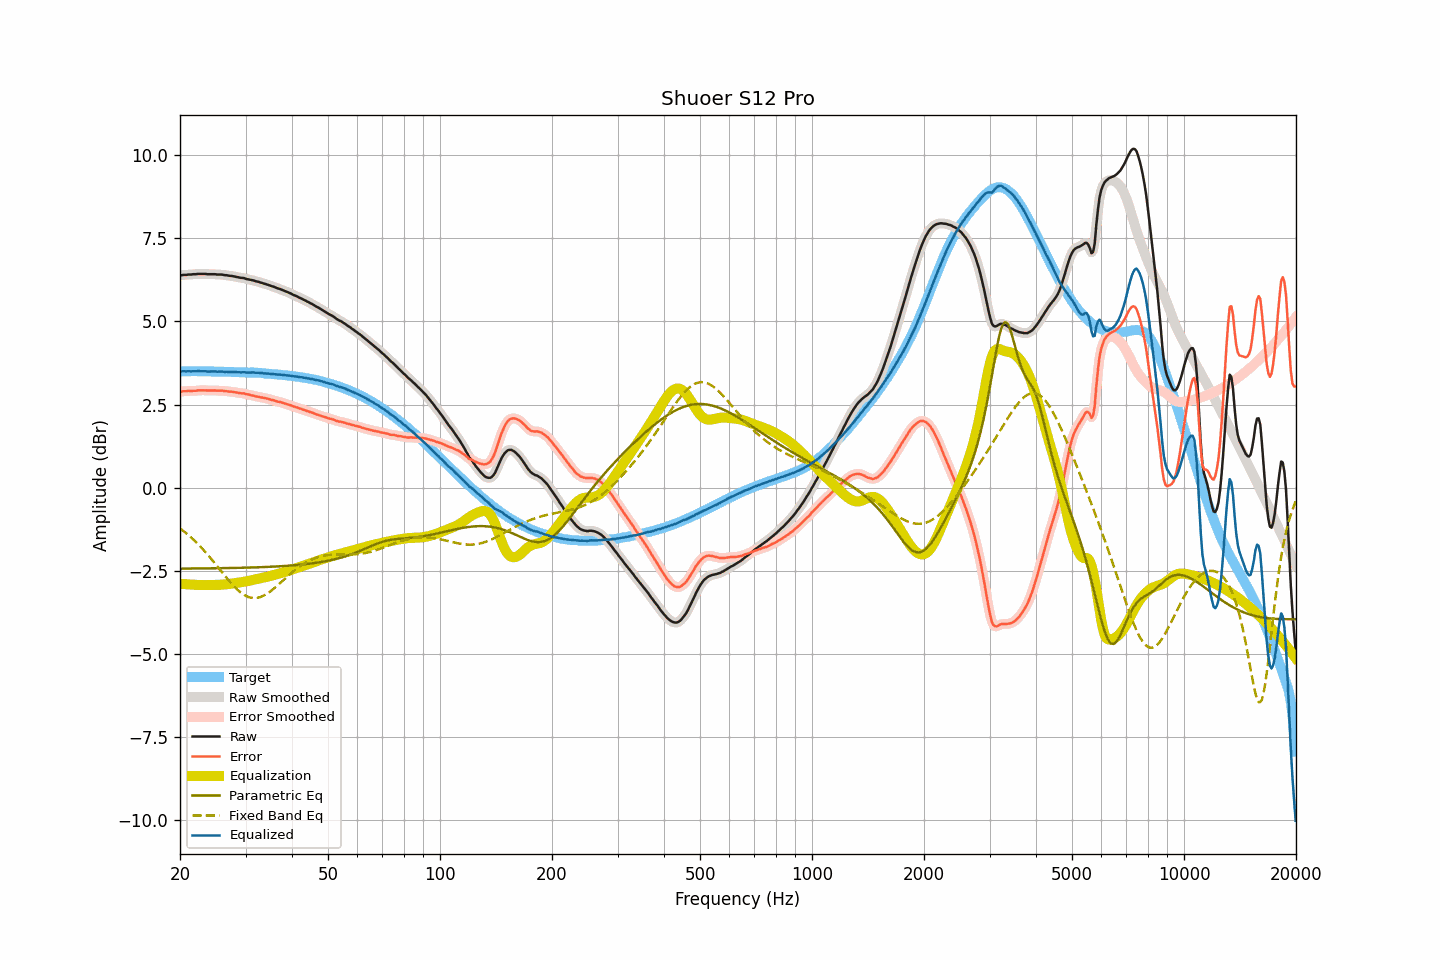 Shuoer S12 Pro
10.0
7.5
5.0
2.5
0.0
−2.5
−5.0
−7.5
−10.0
Amplitude (dBr)
Target
Raw Smoothed
Error Smoothed
Raw
Error
Equalization
Parametric Eq
Fixed Band Eq
Equalized
20 50 100 200 500 1000 2000 5000 10000 20000
Frequency (Hz)